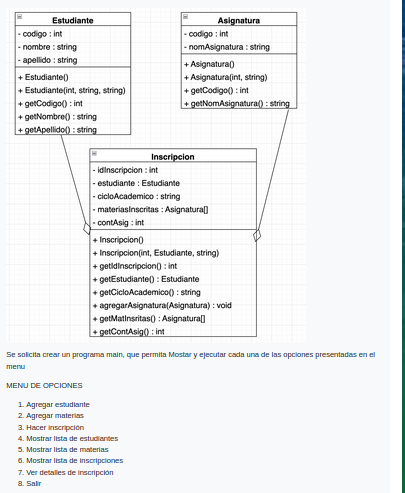 Estudiante
- codigo : int
- nombre : string
- apellido : string
+ Estudiante()
+ Estudiante(int, string, string)
+ getCodigo() : int
+ getNombre() : string
+ getApellido() : string
Asignatura
- codigo : int
- nomAsignatura : string
+ Asignatura()
+ Asignatura(int, string)
+ getCodigo() : int
+ getNomAsignatura() : string
Inscripcion
- idInscripcion : int
- estudiante : Estudiante
- cicloAcademico : string
- materiasInscritas : Asignatura[]
- contAsig : int
+ Inscripcion()
+ Inscripcion(int, Estudiante, string)
+ getIdInscripcion() : int
+ getEstudiante() : Estudiante
+ getCicloAcademico() : string
+ agregarAsignatura(Asignatura) : void
+ getMatInsritas() : Asignatura[]
+ getContAsig() : int
Se solicita crear un programa main, que permita Mostar y ejecutar cada una de las opciones presentadas en el
menu
MENU DE OPCIONES
1. Agregar estudiante
2. Agregar materias
3. Hacer inscripción
4. Mostrar lista de estudiantes
5. Mostrar lista de materias
6. Mostrar lista de inscripciones
7. Ver detalles de inscripción
8. Salir